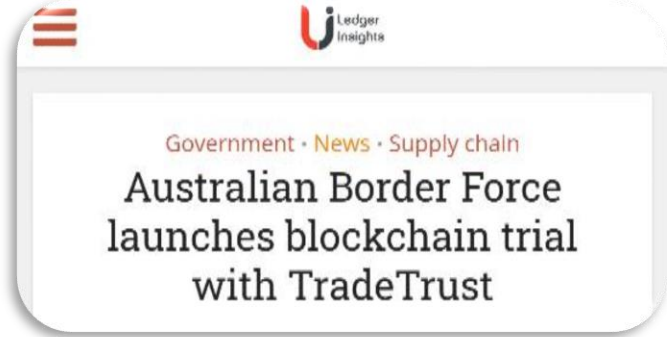 Ledger
Insights
Government • News • Supply chain
Australian Border Force
launches blockchain trial
with TradeTrust